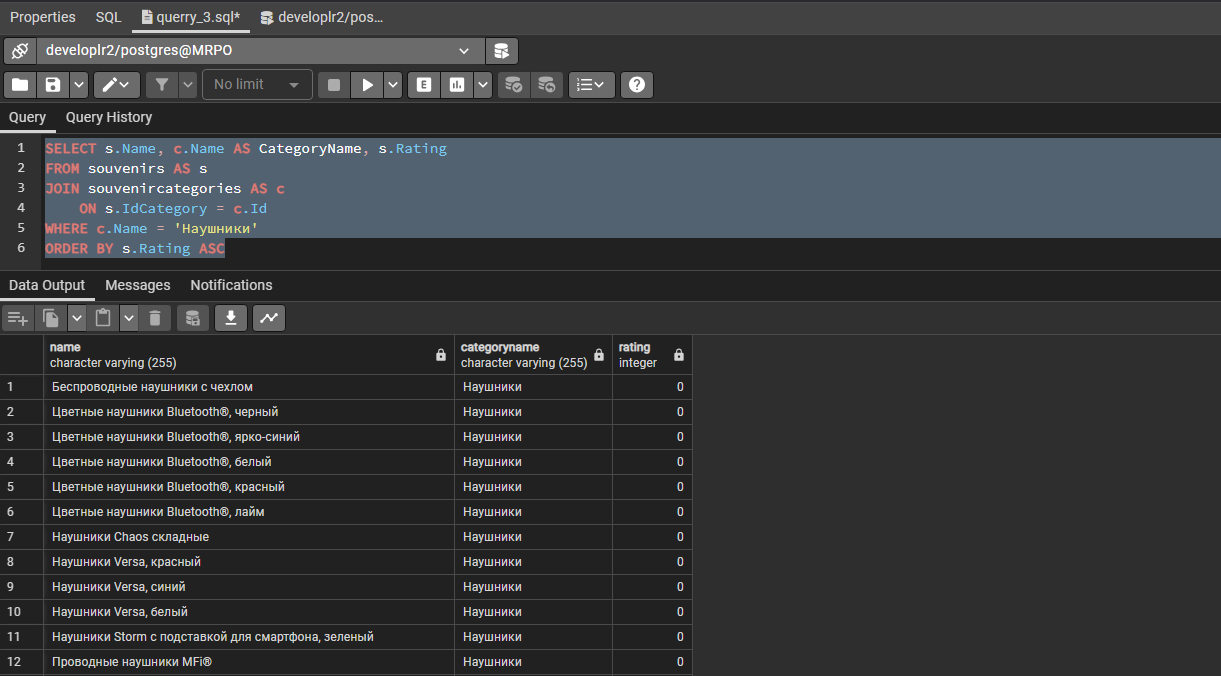 Properties SQL querry_3.sql* developlr2/pos...
developlr2/postgres@MRPO
No limit E
Query Query History
1 SELECT s.Name, c.Name AS CategoryName, s.Rating
2 FROM souvenirs AS s
3 JOIN souvenircategories AS c
4 ON s.IdCategory = c.Id
5 WHERE c.Name = 'Наушники'
6 ORDER BY s.Rating ASC
Data Output Messages Notifications
name categoryname rating
character varying (255) character varying (255) integer
1 Беспроводные наушники с чехлом Наушники 0
2 Цветные наушники Bluetooth®, черный Наушники 0
3 Цветные наушники Bluetooth®, ярко-синий Наушники 0
4 Цветные наушники Bluetooth®, белый Наушники 0
5 Цветные наушники Bluetooth®, красный Наушники 0
6 Цветные наушники Bluetooth®, лайм Наушники 0
7 Наушники Chaos складные Наушники 0
8 Наушники Versa, красный Наушники 0
9 Наушники Versa, синий Наушники 0
10 Наушники Versa, белый Наушники 0
11 Наушники Storm с подставкой для смартфона, зеленый Наушники 0
12 Проводные наушники MFi® Наушники 0